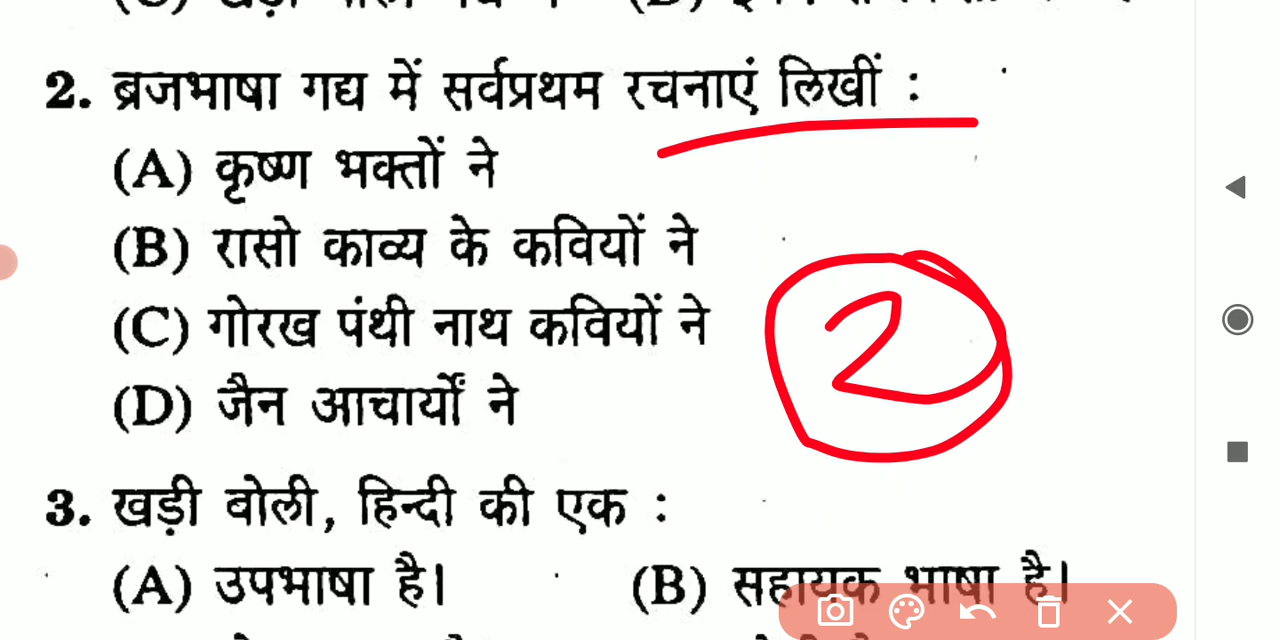 2. ब्रजभाषा गद्य में सर्वप्रथम रचनाएं लिखीं :
(A) कृष्ण भक्तों ने
(B) रासो काव्य के कवियों ने
(C) गोरख पंथी नाथ कवियों ने
2
(D) जैन आचार्यों ने
3. खड़ी बोली, हिन्दी की एक :
(A) उपभाषा है। (B) सहायक भाषा है।